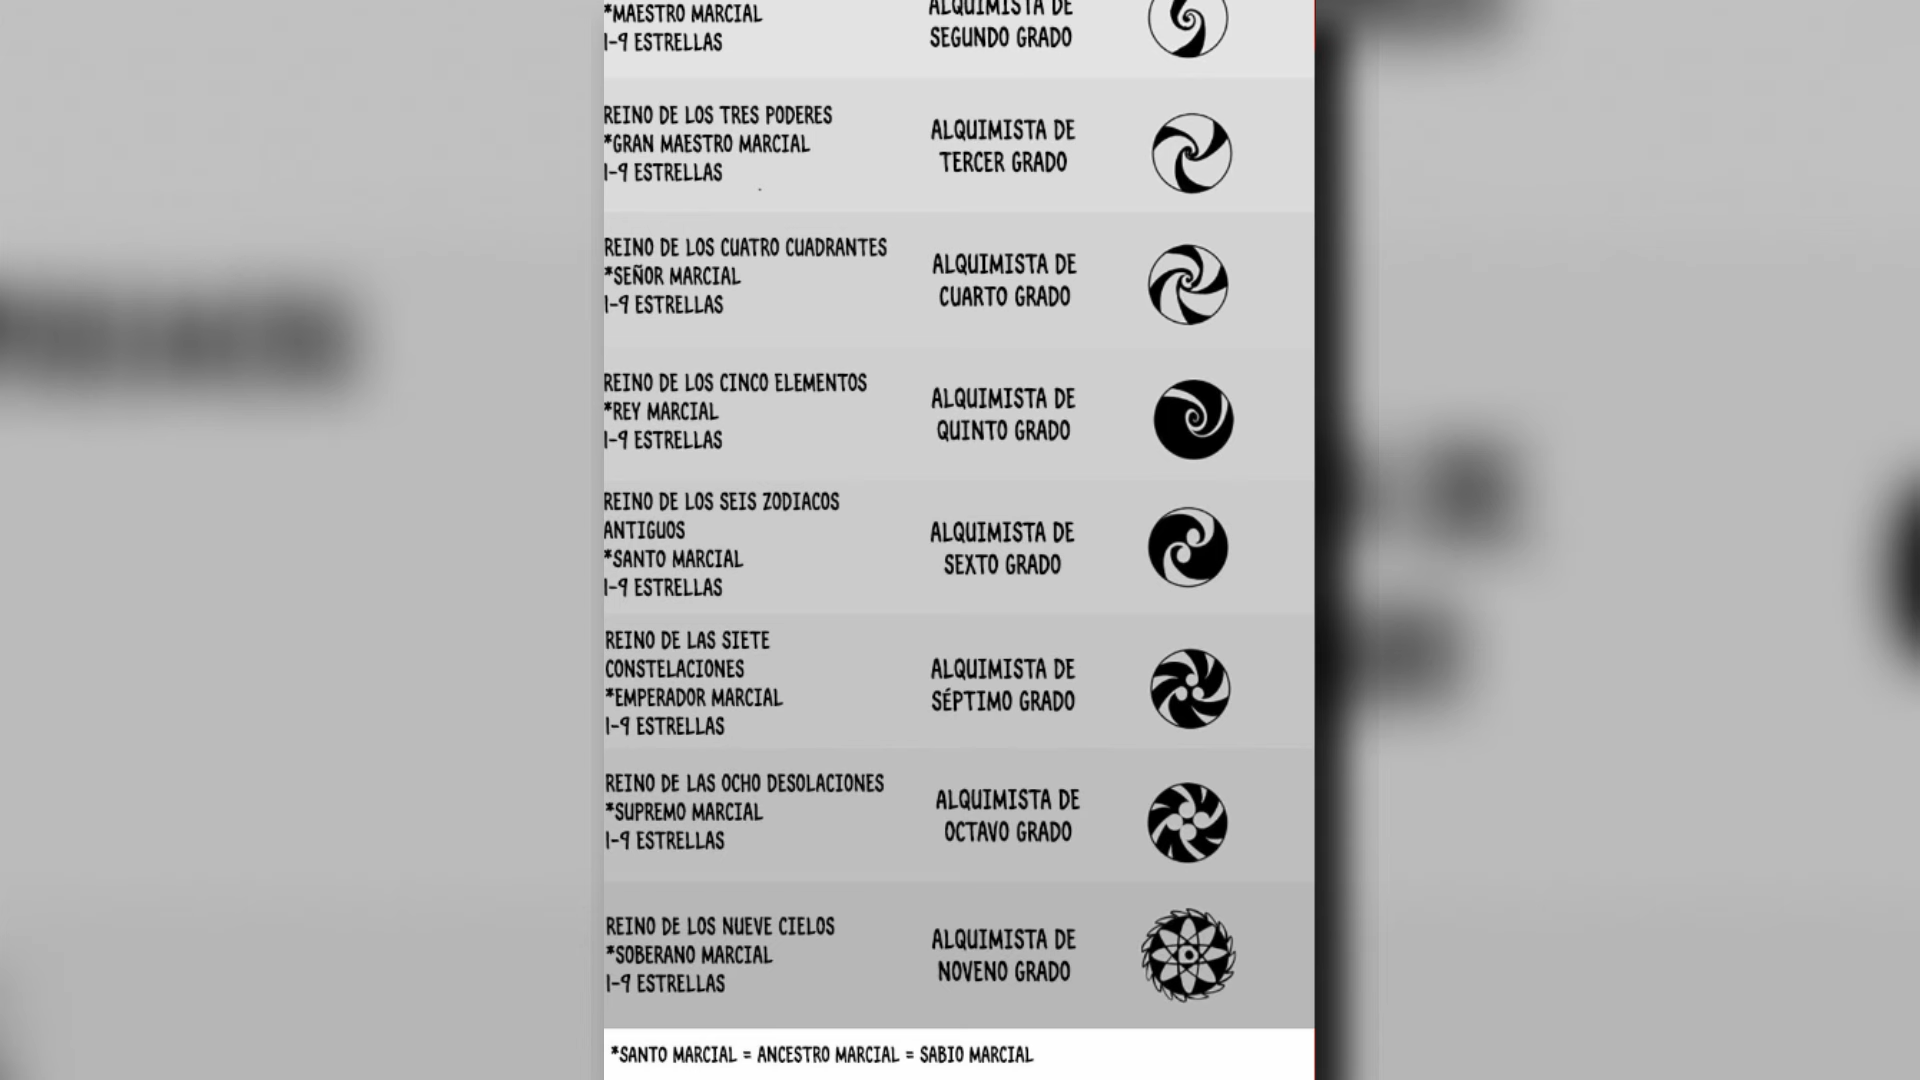 *MAESTRO MARCIAL
1-9 ESTRELLAS
ALQUIMISTA DE
SEGUNDO GRADO
REINO DE LOS TRES PODERES
*GRAN MAESTRO MARCIAL
1-9 ESTRELLAS
ALQUIMISTA DE
TERCER GRADO
REINO DE LOS CUATRO CUADRANTES
*SEÑOR MARCIAL
1-9 ESTRELLAS
ALQUIMISTA DE
CUARTO GRADO
REINO DE LOS CINCO ELEMENTOS
*REY MARCIAL
1-9 ESTRELLAS
ALQUIMISTA DE
QUINTO GRADO
REINO DE LOS SEIS ZODIACOS
ANTIGUOS
*SANTO MARCIAL
1-9 ESTRELLAS
ALQUIMISTA DE
SEXTO GRADO
REINO DE LAS SIETE
CONSTELACIONES
*EMPERADOR MARCIAL
1-9 ESTRELLAS
ALQUIMISTA DE
SÉPTIMO GRADO
REINO DE LAS OCHO DESOLACIONES
*SUPREMO MARCIAL
1-9 ESTRELLAS
ALQUIMISTA DE
OCTAVO GRADO
REINO DE LOS NUEVE CIELOS
*SOBERANO MARCIAL
1-9 ESTRELLAS
ALQUIMISTA DE
NOVENO GRADO
*SANTO MARCIAL = ANCESTRO MARCIAL = SABIO MARCIAL